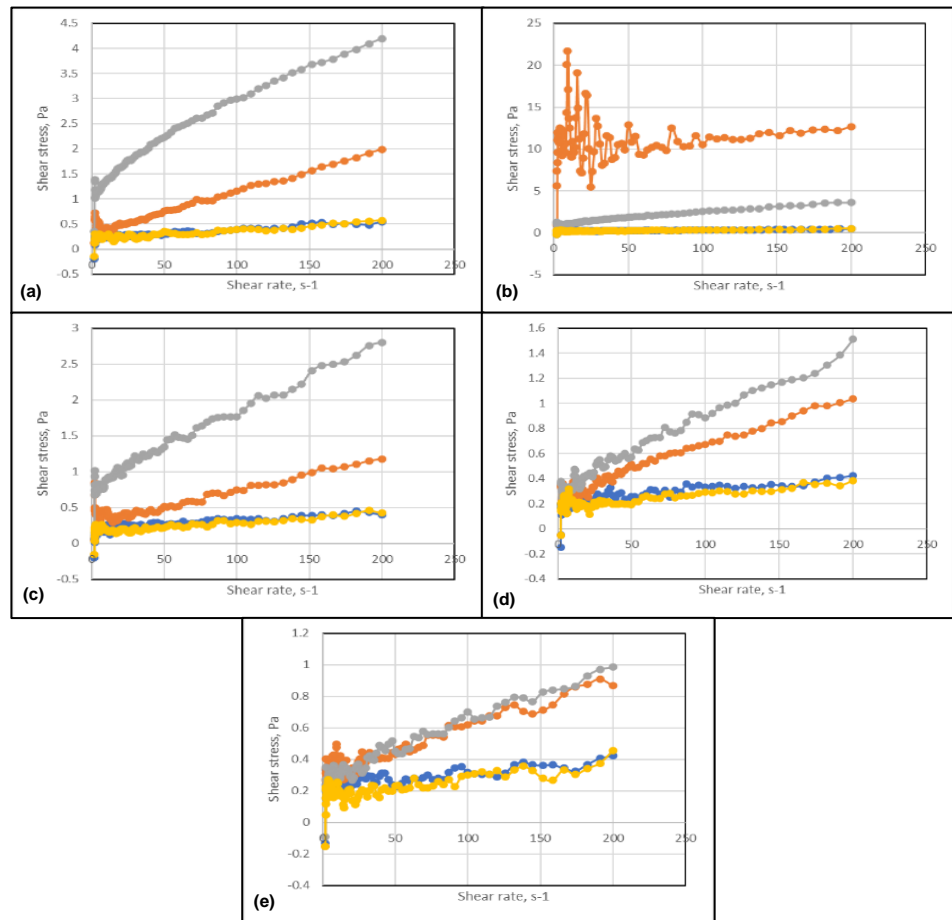 4.5
4
3.5
3
2.5
2
1.5
1
0.5
0
0.5
0 50 100 150 200 250
Shear stress, Pa
Shear rate, s-1
(a)
25
20
15
10
5
0
-5
0 50 100 150 200 250
Shear stress, Pa
Shear rate, s-1
(b)
3
2.5
2
1.5
1
0.5
0
-0.5
0 50 100 150 200 250
Shear stress, Pa
Shear rate, s-1
(c)
1.6
1.4
1.2
1
0.8
0.6
0.4
0.2
0
-0.2
-0.4
0 50 100 150 200 250
Shear stress, Pa
Shear rate, s-1
(d)
1.2
1
0.8
0.6
0.4
0.2
0
-0.2
-0.4
0 50 100 150 200 250
Shear stress, Pa
Shear rate, s-1
(e)